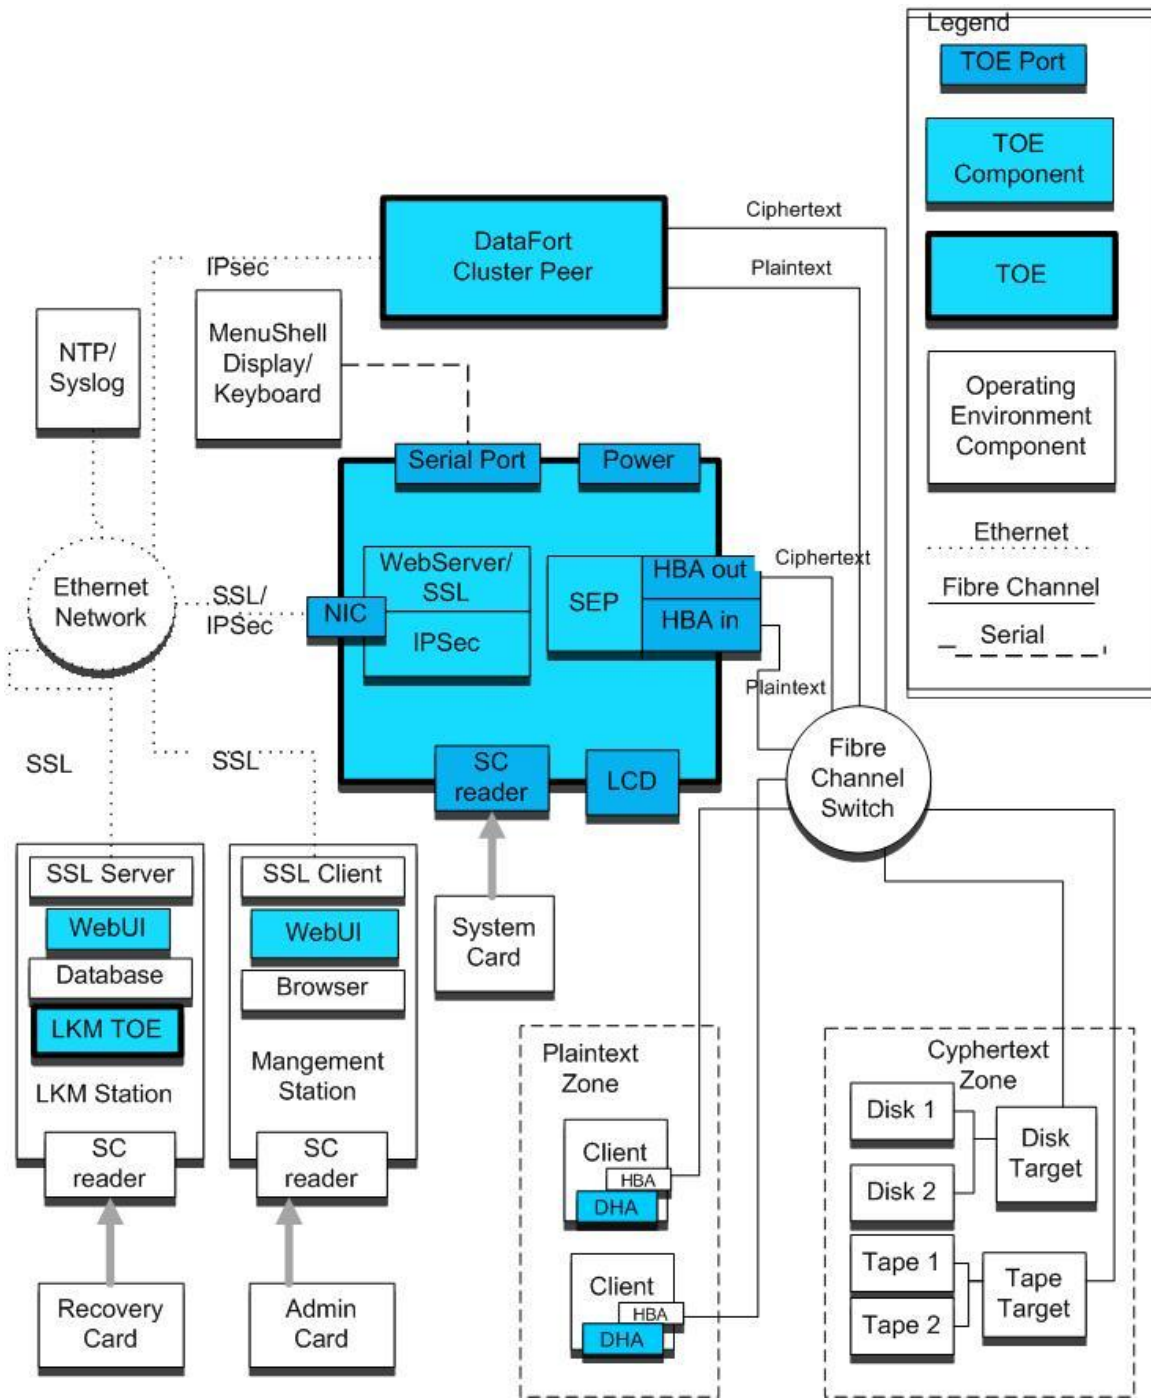 Legend
TOE Port
TOE
Component
TOE
Operating
Environment
Component
Ethernet
Fibre Channel
Serial
DataFort
Cluster Peer
Ciphertext
Plaintext
IPsec
MenuShell
Display/
Keyboard
NTP/
Syslog
Serial Port
Power
WebServer/
SSL
IPSec
SEP
HBA out
HBA in
Ciphertext
Plaintext
NIC
SSL/
IPSec
Ethernet
Network
SC
reader
LCD
Fibre
Channel
Switch
SSL
SSL
SSL Server
WebUI
Database
LKM TOE
LKM Station
SC
reader
Recovery
Card
SSL Client
WebUI
Browser
Mangement
Station
SC
reader
Admin
Card
System
Card
Plaintext
Zone
Client
HBA
DHA
Client
HBA
DHA
Cyphertext
Zone
Disk 1
Disk 2
Disk
Target
Tape 1
Tape 2
Tape
Target